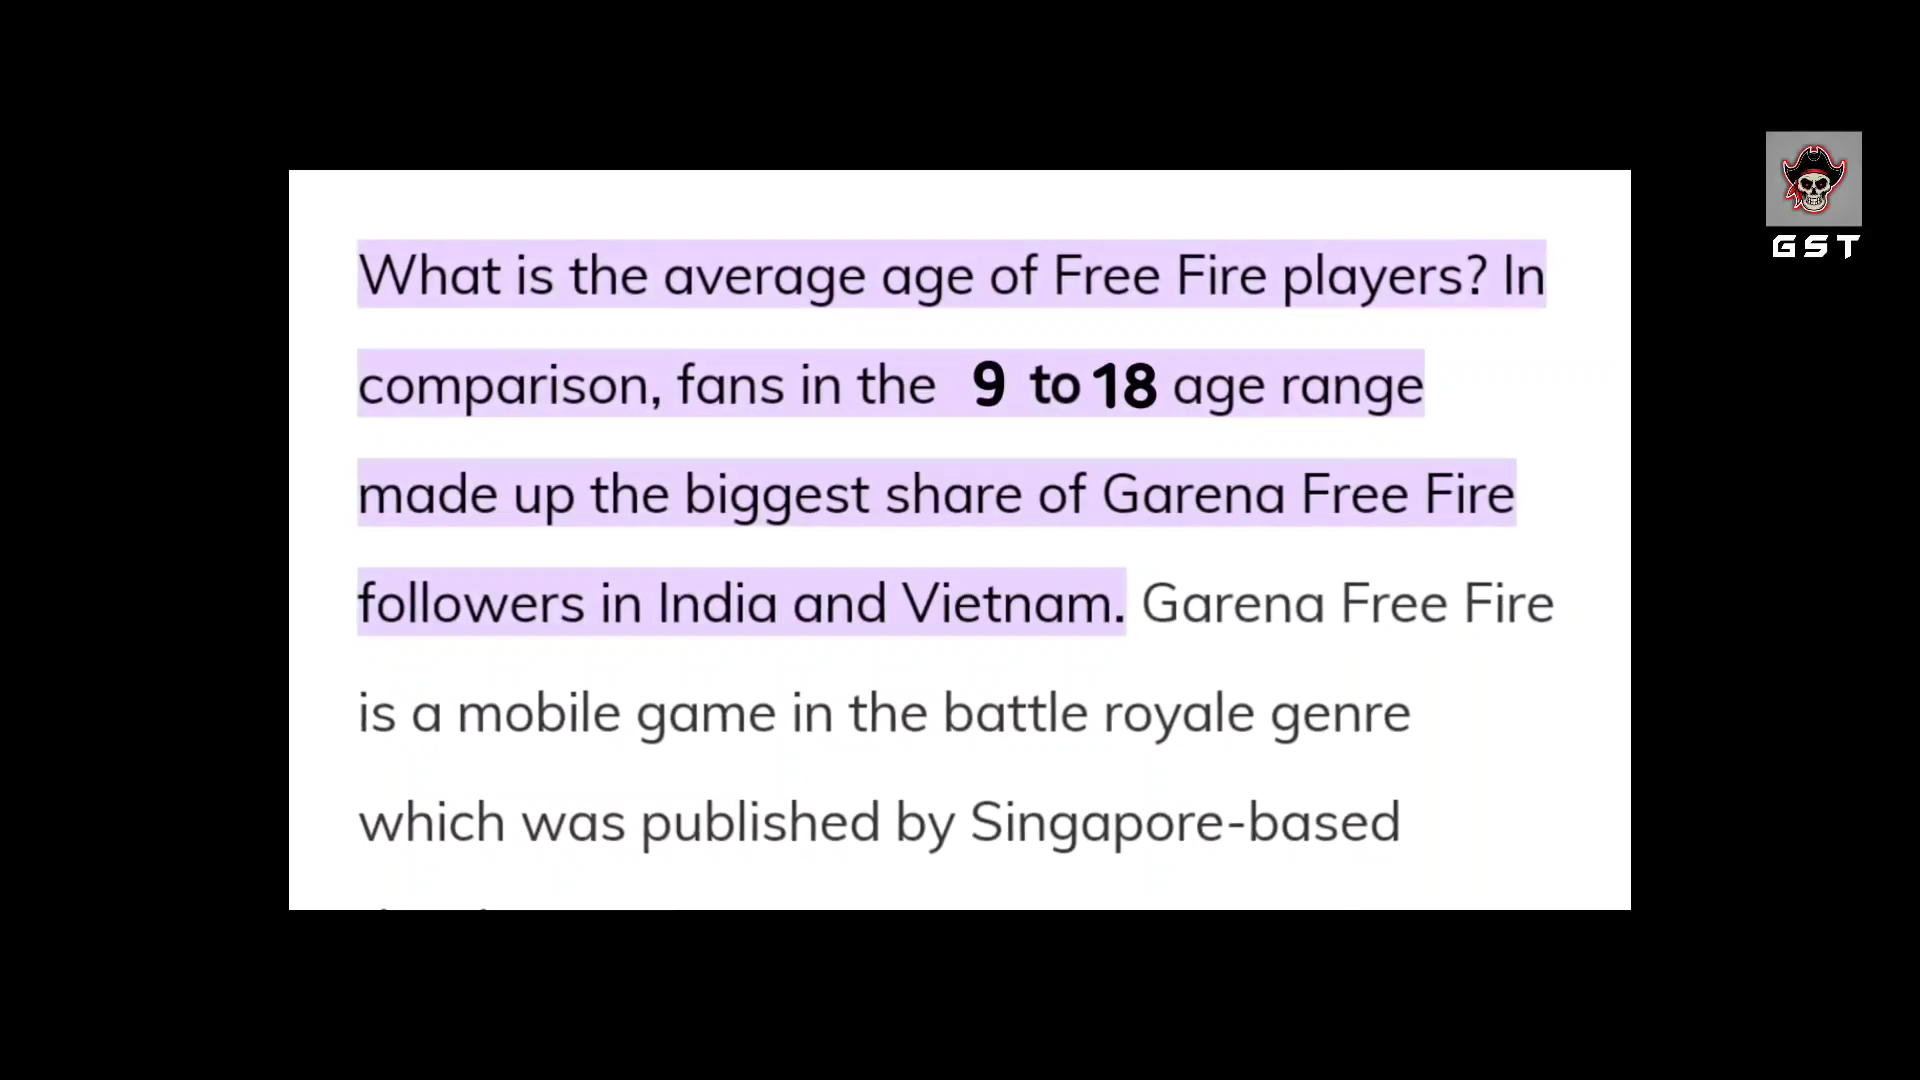 What is the average age of Free Fire players? In
comparison, fans in the 9 to 18 age range
made up the biggest share of Garena Free Fire
followers in India and Vietnam. Garena Free Fire
is a mobile game in the battle royale genre
which was published by Singapore-based
GST